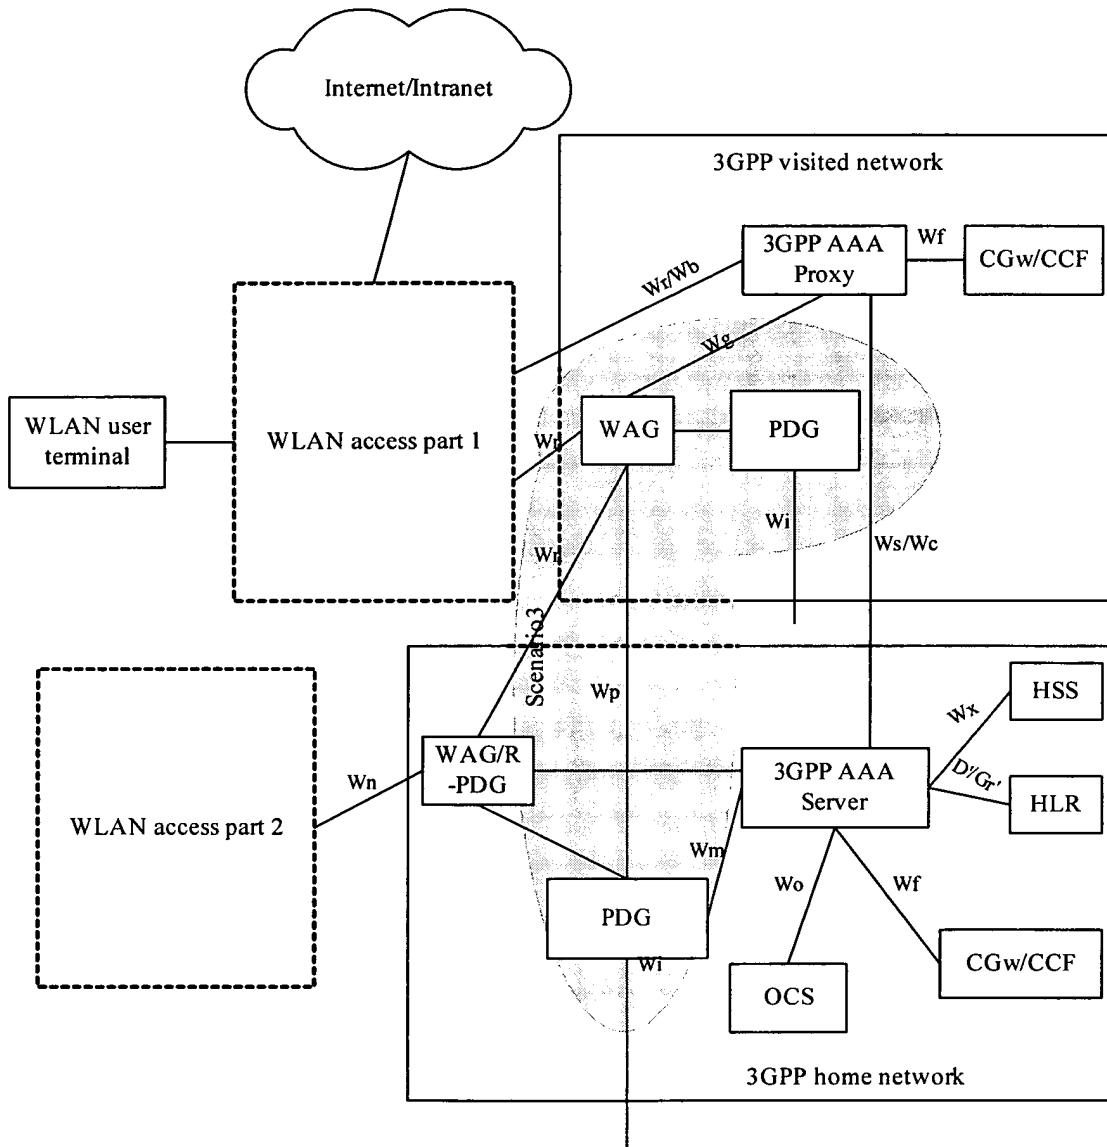 Internet/Intranet
3GPP visited network
3GPP AAA
Proxy
Wf
CGw/CCF
Wr/Wb
Wg
WLAN user
terminal
WLAN access part 1
Wn
WAG
PDG
Wi
Wn
Ws/Wc
Scenario3
Wp
HSS
Wx
D'/Gr'
HLR
WAG/R
-PDG
Wn
3GPP AAA
Server
WLAN access part 2
Wm
Wo
Wf
PDG
Wi
OCS
CGw/CCF
3GPP home network